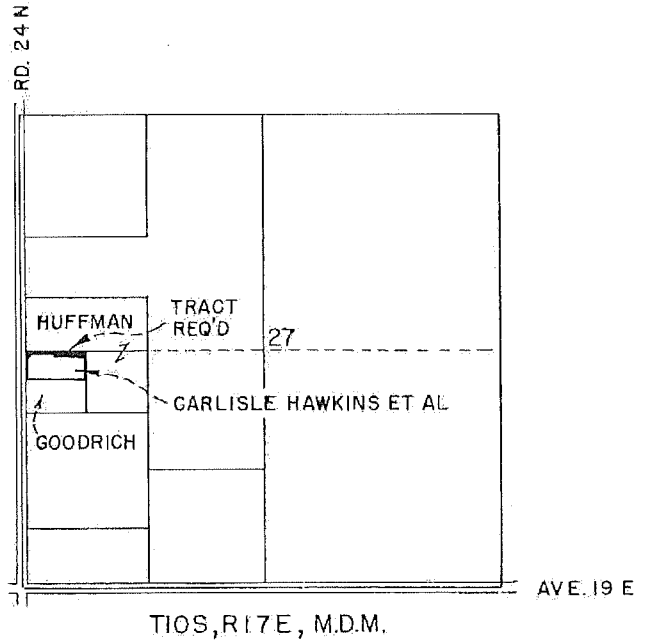 RD. 24 N
HUFFMAN
TRACT
REQ'D
27
CARLISLE HAWKINS ET AL
GOODRICH
AVE. 19 E
T10S, R17E, M.D.M.